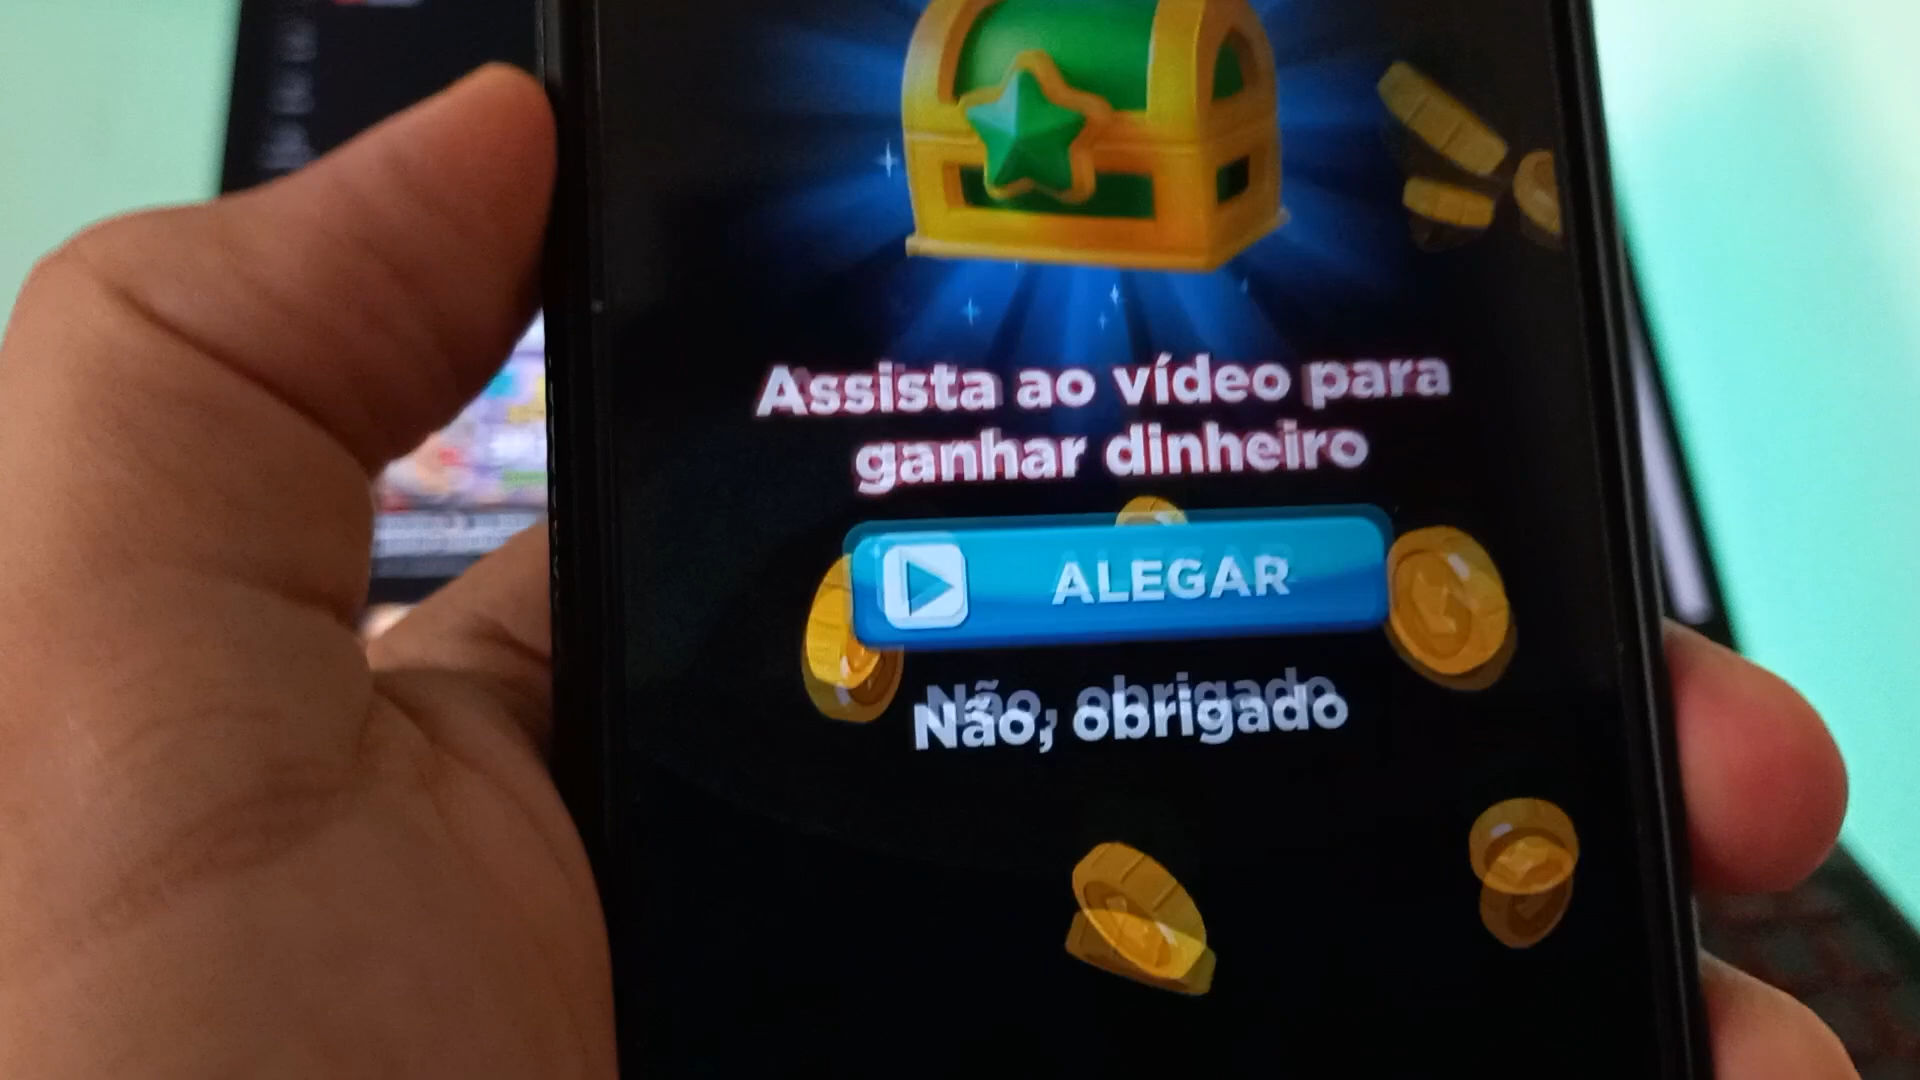 Assista ao vídeo para
ganhar dinheiro
ALEGAR
Não, obrigado